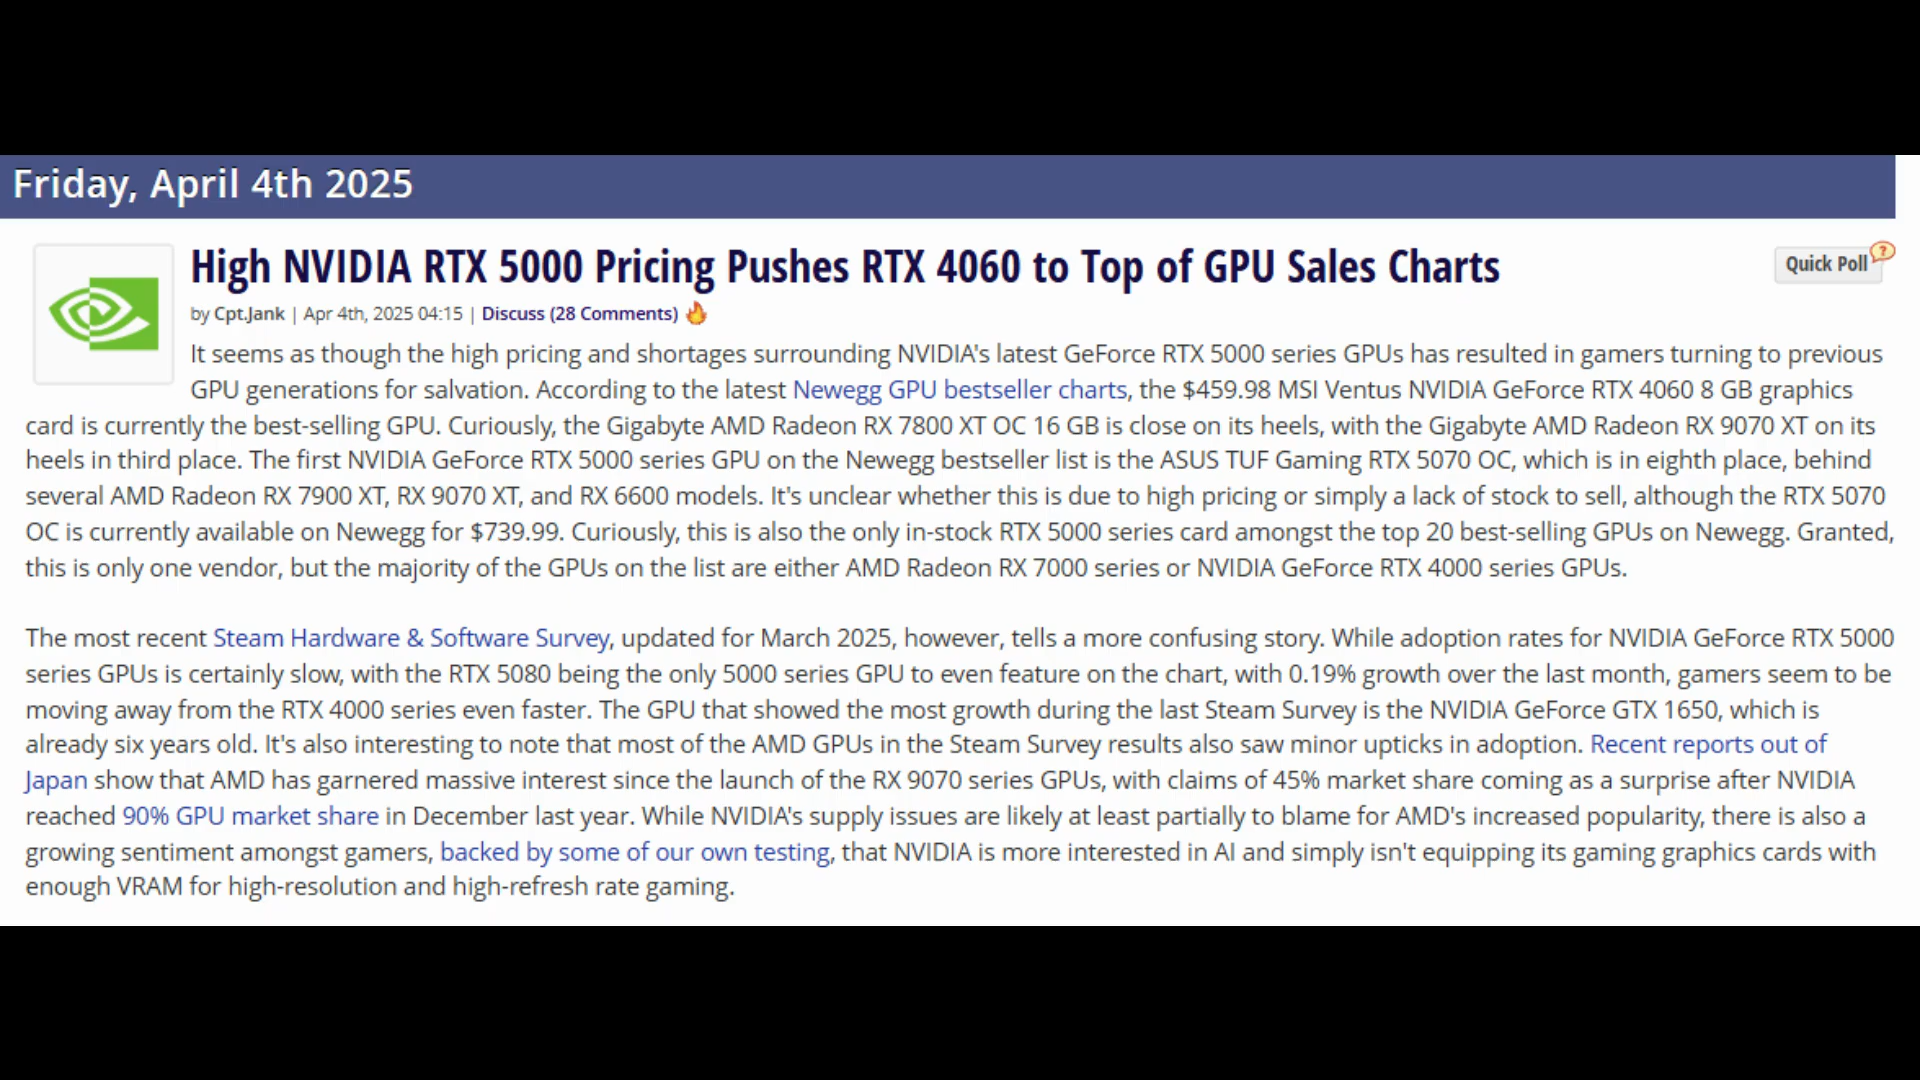 Friday, April 4th 2025
High NVIDIA RTX 5000 Pricing Pushes RTX 4060 to Top of GPU Sales Charts
Quick Poll ?
by Cpt.Jank | Apr 4th, 2025 04:15 | Discuss (28 Comments)
It seems as though the high pricing and shortages surrounding NVIDIA's latest GeForce RTX 5000 series GPUs has resulted in gamers turning to previous
GPU generations for salvation. According to the latest Newegg GPU bestseller charts, the $459.98 MSI Ventus NVIDIA GeForce RTX 4060 8 GB graphics
card is currently the best-selling GPU. Curiously, the Gigabyte AMD Radeon RX 7800 XT OC 16 GB is close on its heels, with the Gigabyte AMD Radeon RX 9070 XT on its
heels in third place. The first NVIDIA GeForce RTX 5000 series GPU on the Newegg bestseller list is the ASUS TUF Gaming RTX 5070 OC, which is in eighth place, behind
several AMD Radeon RX 7900 XT, RX 9070 XT, and RX 6600 models. It's unclear whether this is due to high pricing or simply a lack of stock to sell, although the RTX 5070
OC is currently available on Newegg for $739.99. Curiously, this is also the only in-stock RTX 5000 series card amongst the top 20 best-selling GPUs on Newegg. Granted,
this is only one vendor, but the majority of the GPUs on the list are either AMD Radeon RX 7000 series or NVIDIA GeForce RTX 4000 series GPUs.
The most recent Steam Hardware & Software Survey, updated for March 2025, however, tells a more confusing story. While adoption rates for NVIDIA GeForce RTX 5000
series GPUs is certainly slow, with the RTX 5080 being the only 5000 series GPU to even feature on the chart, with 0.19% growth over the last month, gamers seem to be
moving away from the RTX 4000 series even faster. The GPU that showed the most growth during the last Steam Survey is the NVIDIA GeForce GTX 1650, which is
already six years old. It's also interesting to note that most of the AMD GPUs in the Steam Survey results also saw minor upticks in adoption. Recent reports out of
Japan show that AMD has garnered massive interest since the launch of the RX 9070 series GPUs, with claims of 45% market share coming as a surprise after NVIDIA
reached 90% GPU market share in December last year. While NVIDIA's supply issues are likely at least partially to blame for AMD's increased popularity, there is also a
growing sentiment amongst gamers, backed by some of our own testing, that NVIDIA is more interested in AI and simply isn't equipping its gaming graphics cards with
enough VRAM for high-resolution and high-refresh rate gaming.